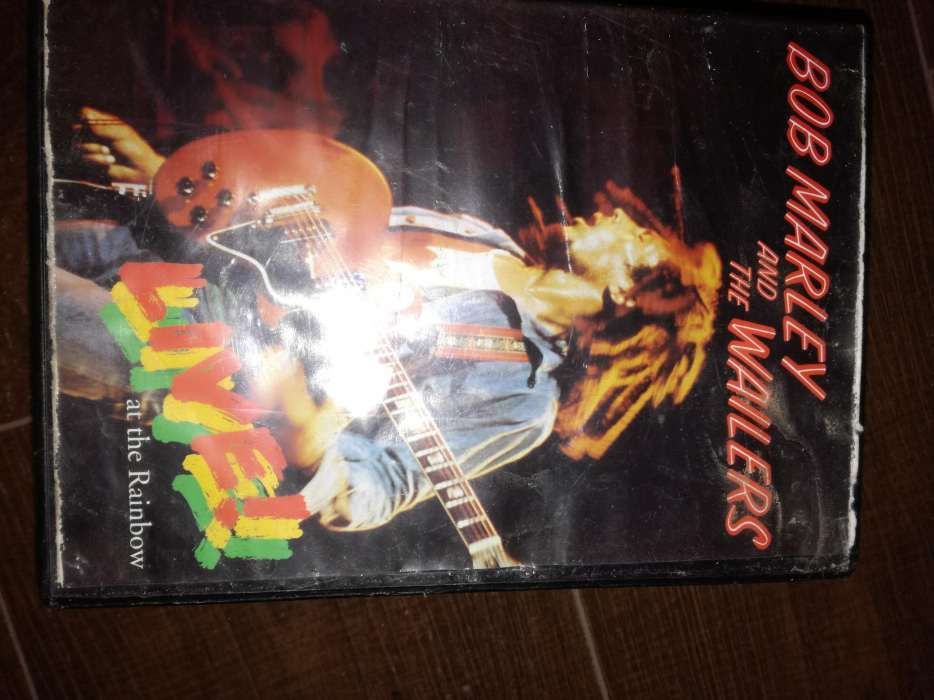 BOB MARLEY
AND
THE WAILERS
LIVE!
at the Rainbow